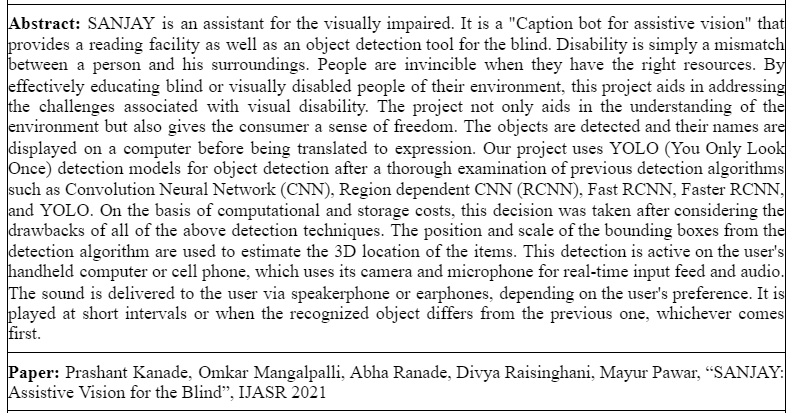 Abstract: SANJAY is an assistant for the visually impaired. It is a "Caption bot for assistive vision" that
provides a reading facility as well as an object detection tool for the blind. Disability is simply a mismatch
between a person and his surroundings. People are invincible when they have the right resources. By
effectively educating blind or visually disabled people of their environment, this project aids in addressing
the challenges associated with visual disability. The project not only aids in the understanding of the
environment but also gives the consumer a sense of freedom. The objects are detected and their names are
displayed on a computer before being translated to expression. Our project uses YOLO (You Only Look
Once) detection models for object detection after a thorough examination of previous detection algorithms
such as Convolution Neural Network (CNN), Region dependent CNN (RCNN), Fast RCNN, Faster RCNN,
and YOLO. On the basis of computational and storage costs, this decision was taken after considering the
drawbacks of all of the above detection techniques. The position and scale of the bounding boxes from the
detection algorithm are used to estimate the 3D location of the items. This detection is active on the user's
handheld computer or cell phone, which uses its camera and microphone for real-time input feed and audio.
The sound is delivered to the user via speakerphone or earphones, depending on the user's preference. It is
played at short intervals or when the recognized object differs from the previous one, whichever comes
first.
Paper: Prashant Kanade, Omkar Mangalpalli, Abha Ranade, Divya Raisinghani, Mayur Pawar, “SANJAY:
Assistive Vision for the Blind”, IJASR 2021